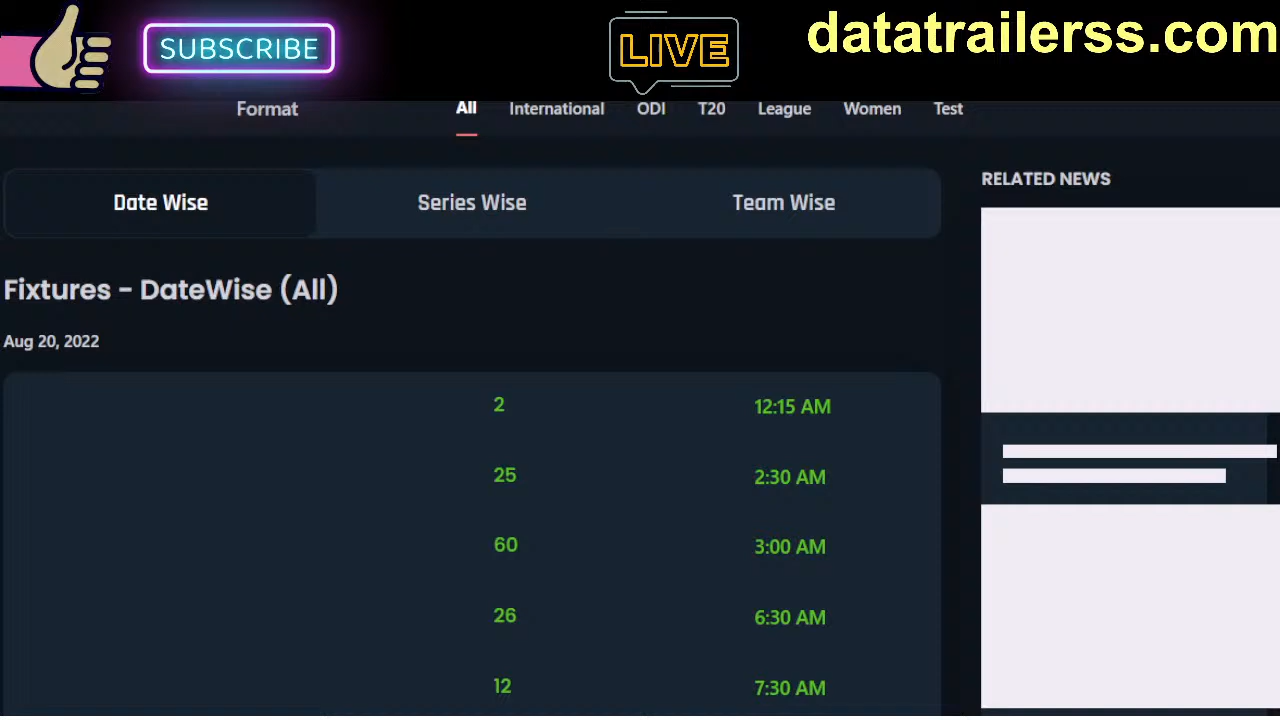 SUBSCRIBE
LIVE
datatrailerss.com
Format All International ODI T20 League Women Test
Date Wise Series Wise Team Wise
RELATED NEWS
Fixtures - DateWise (All)
Aug 20, 2022
2 12:15 AM
25 2:30 AM
60 3:00 AM
26 6:30 AM
12 7:30 AM